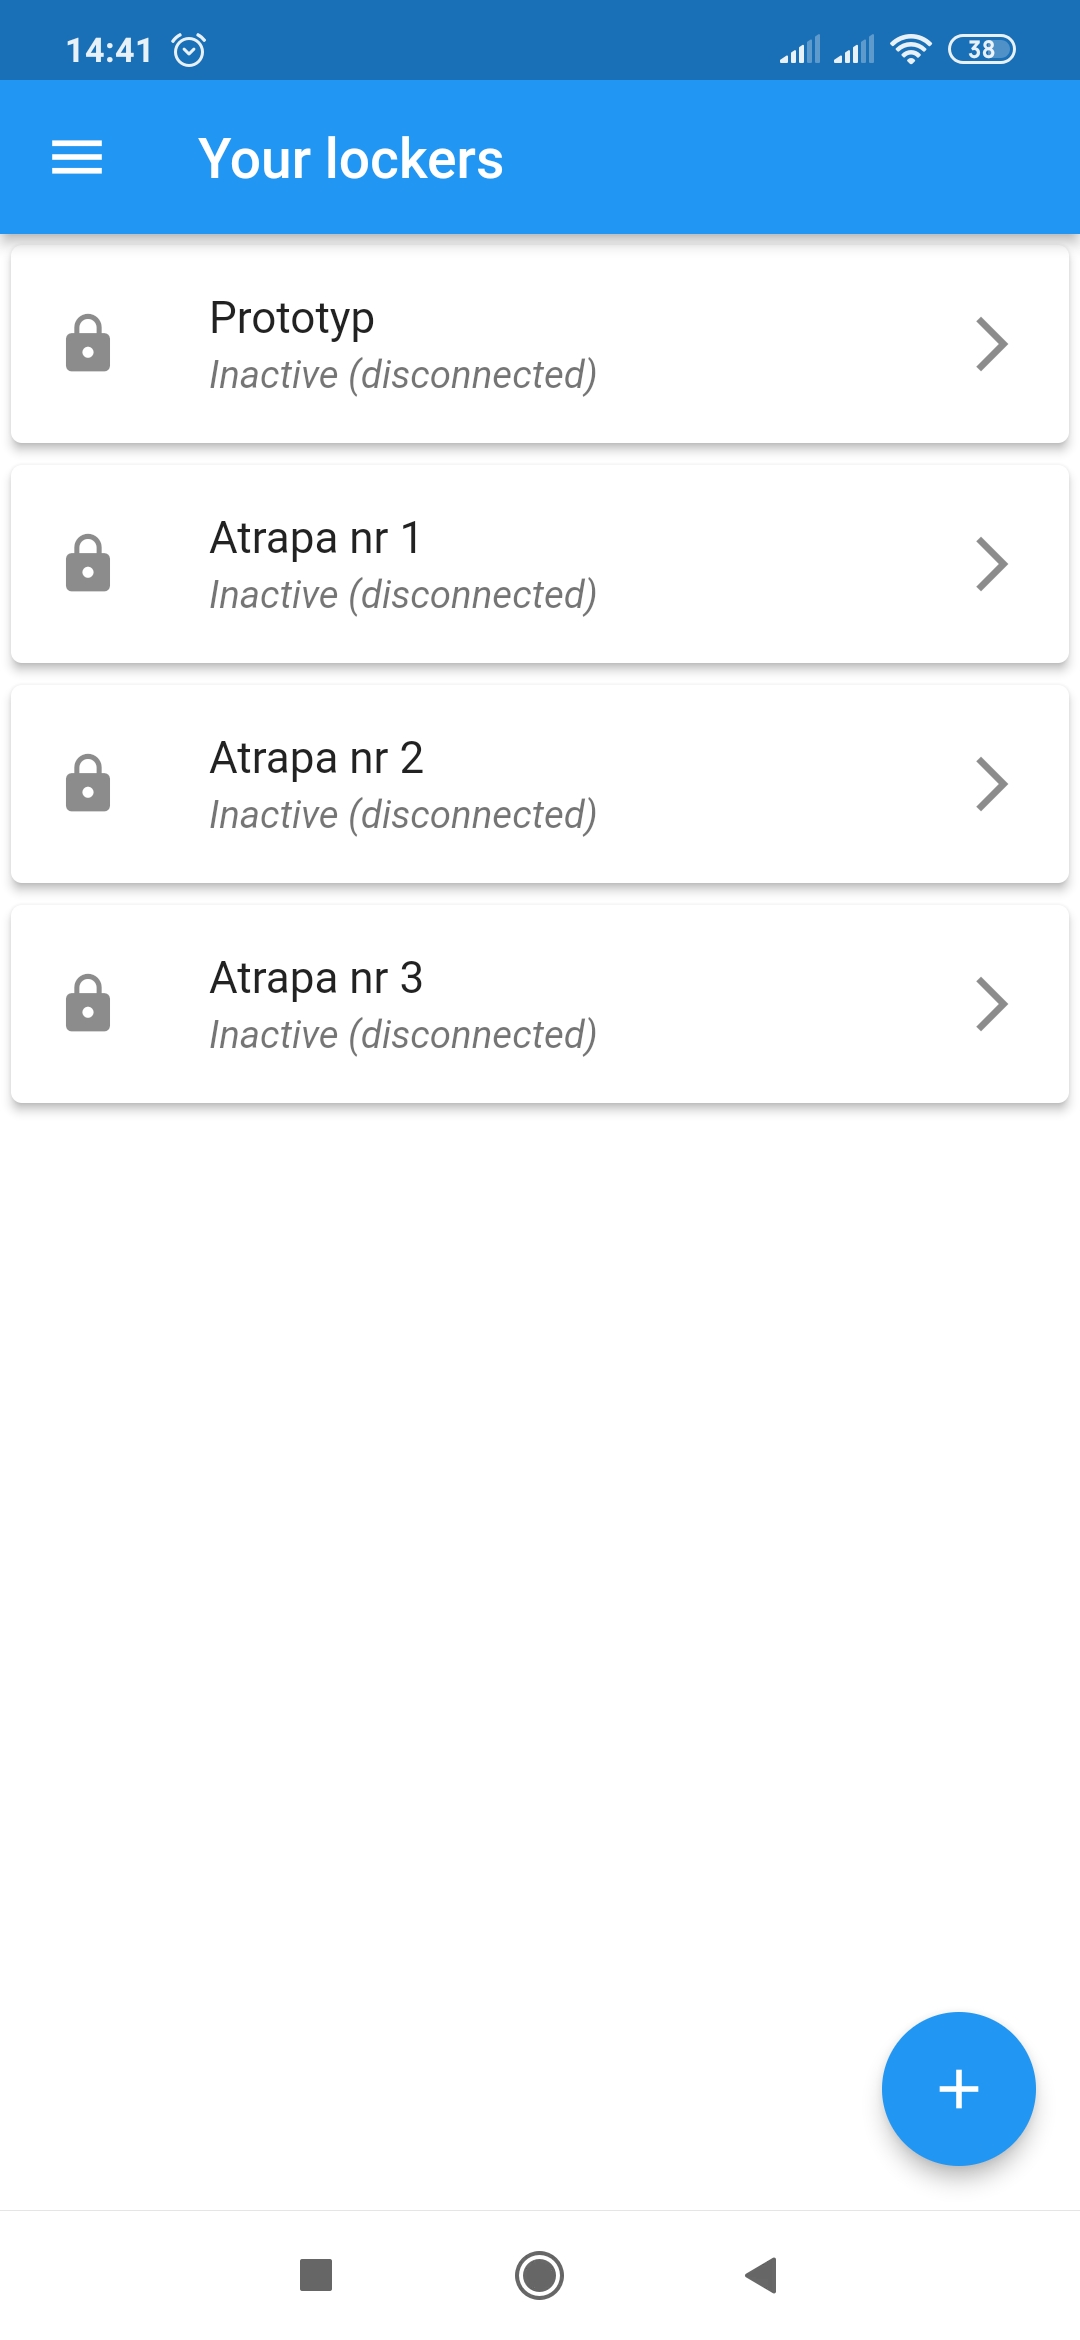 14:41 38
Your lockers
Prototyp
Inactive (disconnected)
Atrapa nr 1
Inactive (disconnected)
Atrapa nr 2
Inactive (disconnected)
Atrapa nr 3
Inactive (disconnected)